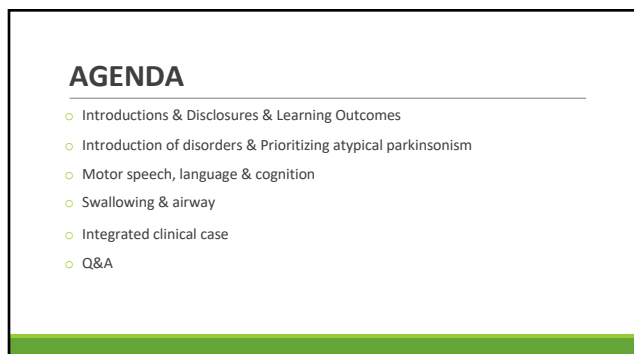 AGENDA
Introductions & Disclosures & Learning Outcomes
Introduction of disorders & Prioritizing atypical parkinsonism
Motor speech, language & cognition
Swallowing & airway
Integrated clinical case
Q&A